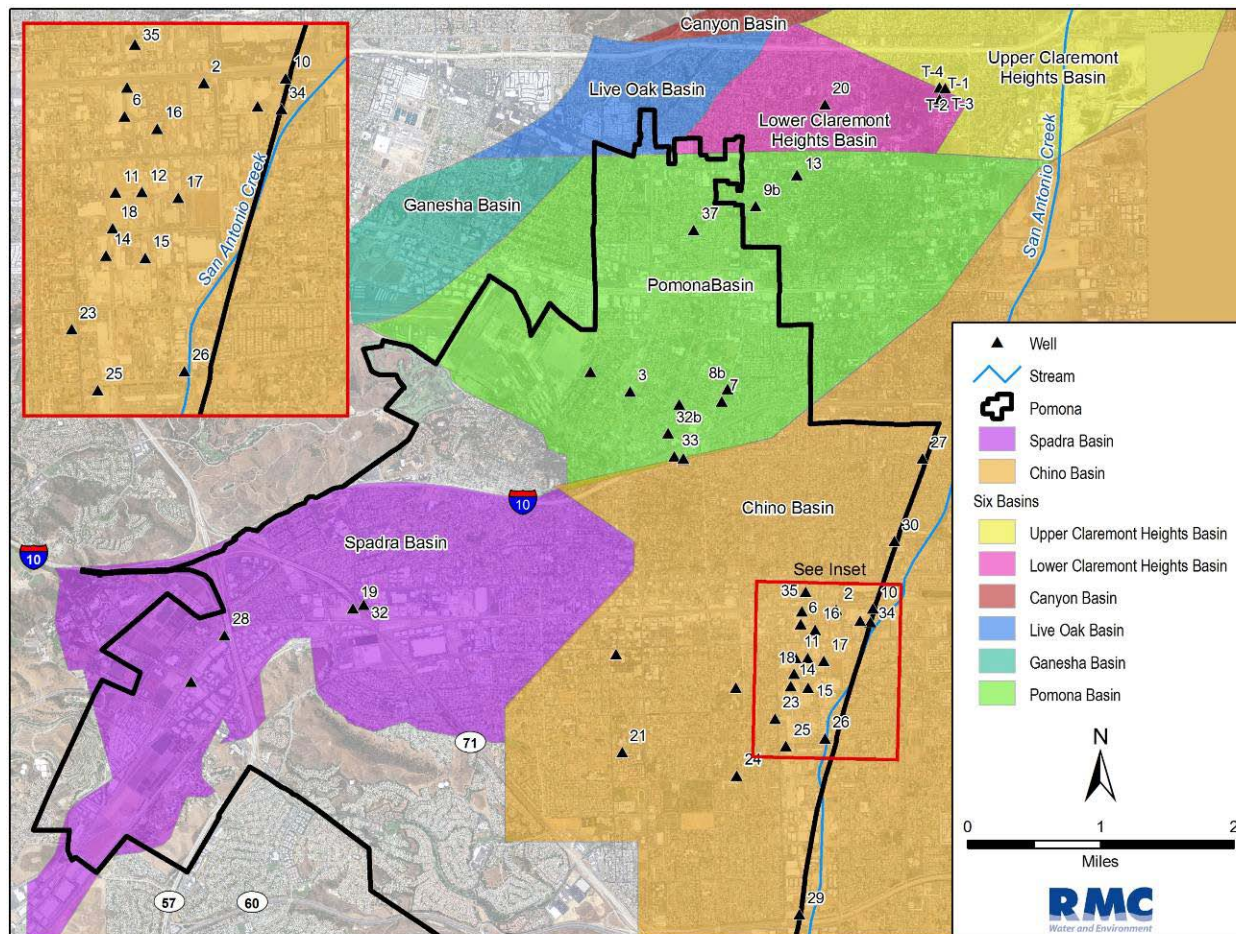 35
2
10
6
34
16
11
12
17
18
14
15
San Antonio Creek
23
26
25
Canyon Basin
Live Oak Basin
Upper Claremont
Heights Basin
T-4
T-1
T-2
T-3
20
Lower Claremont
Heights Basin
13
9b
37
Ganesha Basin
PomonaBasin
San Antonio Creek
3
8b
7
32b
33
27
10
Chino Basin
Spadra Basin
30
10
See Inset
35
2
10
6
16
34
19
32
28
11
17
18
14
15
23
26
25
21
24
71
29
57
60
Well
Stream
Pomona
Spadra Basin
Chino Basin
Six Basins
Upper Claremont Heights Basin
Lower Claremont Heights Basin
Canyon Basin
Live Oak Basin
Ganesha Basin
Pomona Basin
N
0
1
2
Miles
RMC
Water and Environment